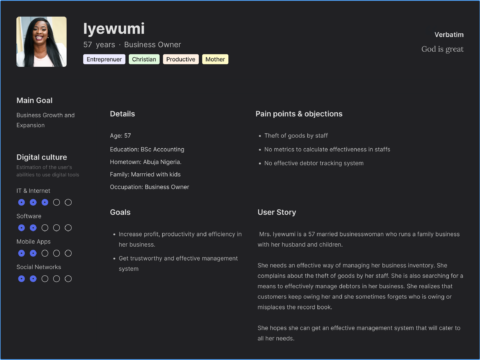 Iyewumi
57 years · Business Owner
Entreprenuer
Christian
Productive
Mother
Verbatim
God is great
Main Goal
Business Growth and
Expansion
Digital culture
Estimation of the user's
abilities to use digital tools
IT & Internet
Software
Mobile Apps
Social Networks
Details
Age: 57
Education: BSc Accounting
Hometown: Abuja Nigeria.
Family: Marrried with kids
Occupation: Business Owner
Goals
• Increase profit, productivity and efficiency in
her business.
• Get trustworthy and effective management
system
Pain points & objections
• Theft of goods by staff
• No metrics to calculate effectiveness in staffs
• No effective debtor tracking system
User Story
Mrs. Iyewumi is a 57 married businesswoman who runs a family business
with her husband and children.
She needs an effective way of managing her business inventory. She
complains about the theft of goods by her staff. She is also searching for a
means to effectively manage debtors in her business. She realizes that
customers keep owing her and she sometimes forgets who is owing or
misplaces the record book.
She hopes she can get an effective management system that will cater to
all her needs.